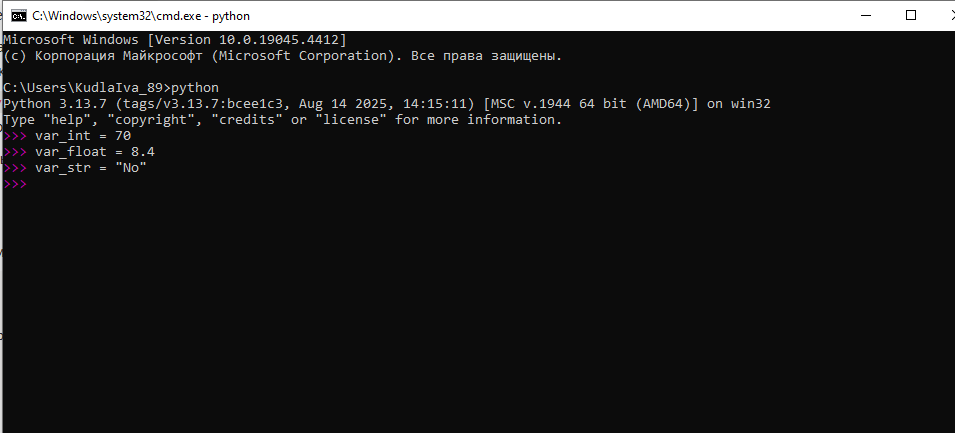 C:\Windows\system32\cmd.exe - python
Microsoft Windows [Version 10.0.19045.4412]
(c) Корпорация Майкрософт (Microsoft Corporation). Все права защищены.
C:\Users\KudlaIva_89>python
Python 3.13.7 (tags/v3.13.7:bcee1c3, Aug 14 2025, 14:15:11) [MSC v.1944 64 bit (AMD64)] on win32
Type "help", "copyright", "credits" or "license" for more information.
>>> var_int = 70
>>> var_float = 8.4
>>> var_str = "No"
>>>